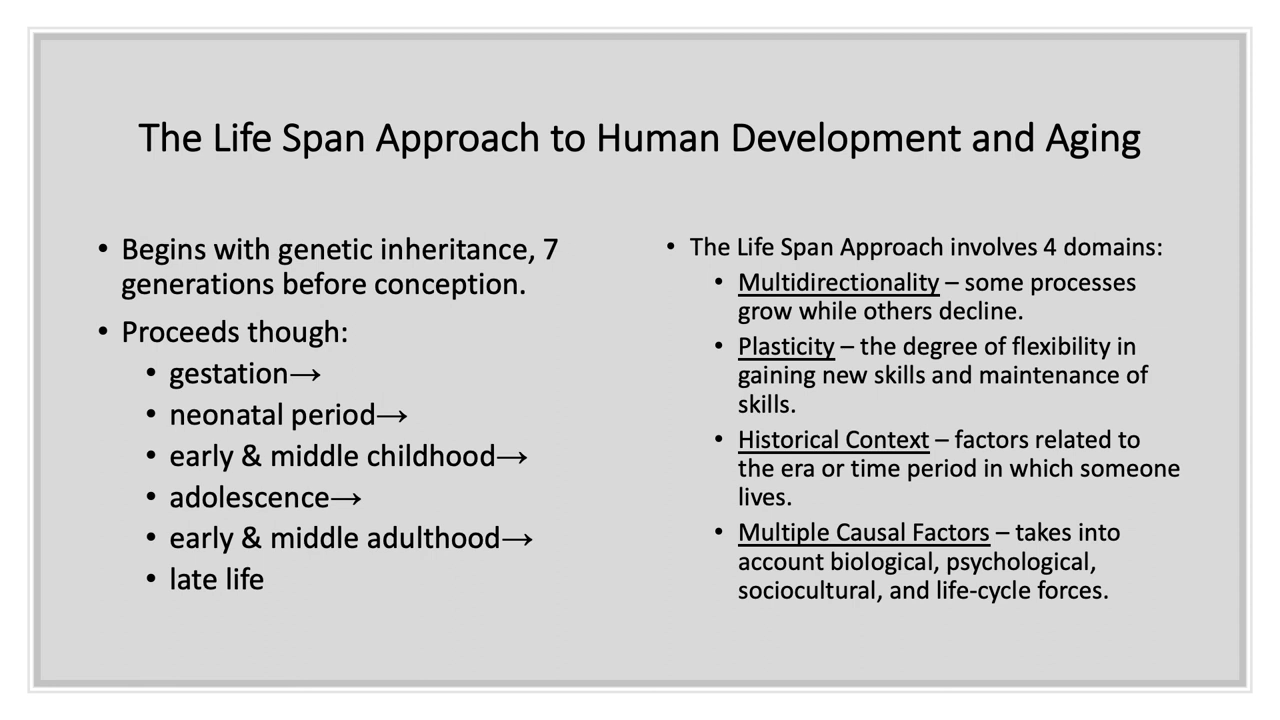 The Life Span Approach to Human Development and Aging
• Begins with genetic inheritance, 7
generations before conception.
• Proceeds though:
• gestation→
• neonatal period→
• early & middle childhood→
• adolescence→
• early & middle adulthood→
• late life
• The Life Span Approach involves 4 domains:
• Multidirectionality – some processes
grow while others decline.
• Plasticity – the degree of flexibility in
gaining new skills and maintenance of
skills.
• Historical Context – factors related to
the era or time period in which someone
lives.
• Multiple Causal Factors – takes into
account biological, psychological,
sociocultural, and life-cycle forces.